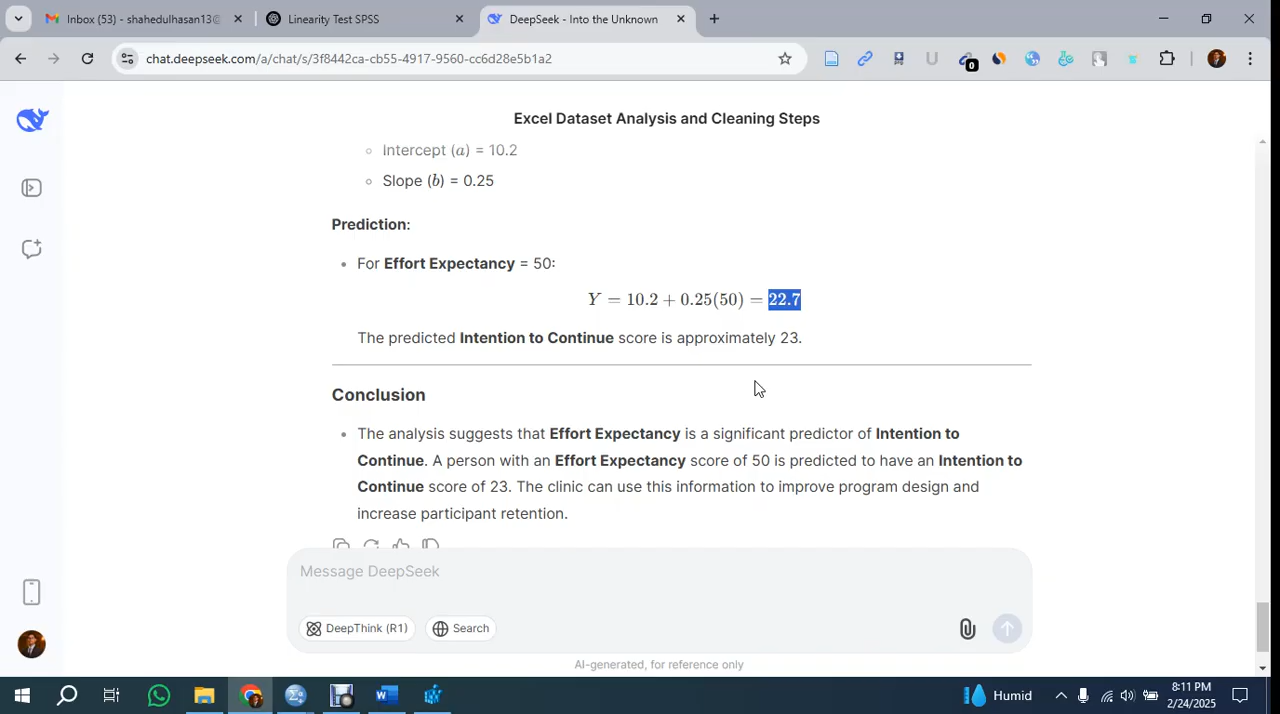 Inbox (53) - shahedulhasan13@
Linearity Test SPSS
DeepSeek - Into the Unknown
chat.deepseek.com/a/chat/s/3f9442ca-cb55-4917-9560-cc6d28e5b1a2
0
Excel Dataset Analysis and Cleaning Steps
Intercept (a) = 10.2
Slope (b) = 0.25
Prediction:
For Effort Expectancy = 50:
Y = 10.2 + 0.25(50) = 22.7
The predicted Intention to Continue score is approximately 23.
Conclusion
The analysis suggests that Effort Expectancy is a significant predictor of Intention to
Continue. A person with an Effort Expectancy score of 50 is predicted to have an Intention to
Continue score of 23. The clinic can use this information to improve program design and
increase participant retention.
Message DeepSeek
DeepThink (R1)
Search
AI-generated, for reference only
Humid
8:11 PM
2/24/2025